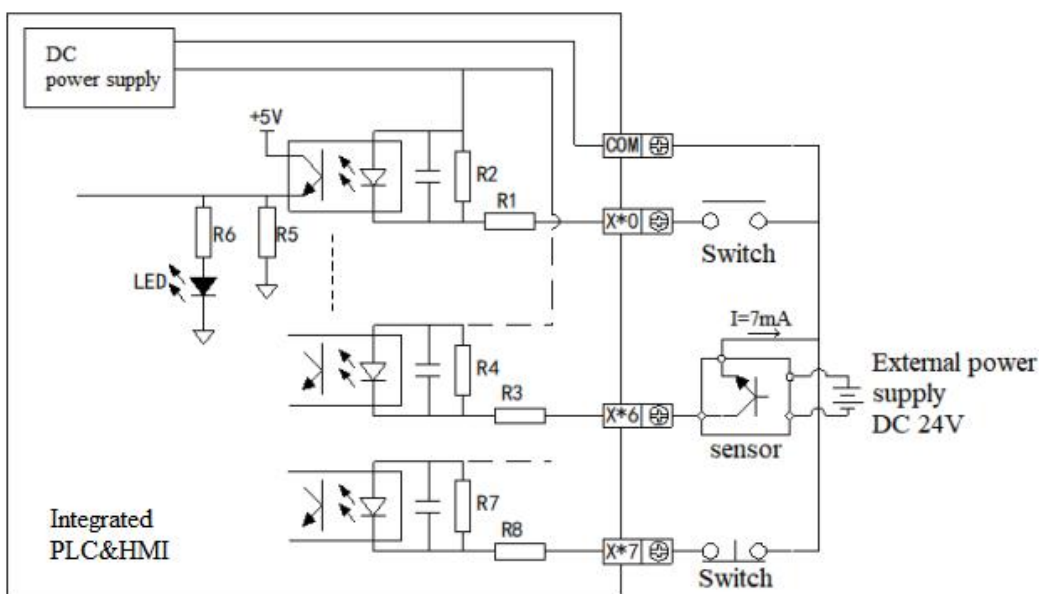 DC
power supply
+5V
COM
R2
R1
X*0
R6
R5
Switch
LED
I=7mA
R4
R3
X*6
sensor
External power
supply
DC 24V
R7
R8
X*7
Switch
Integrated
PLC&HMI